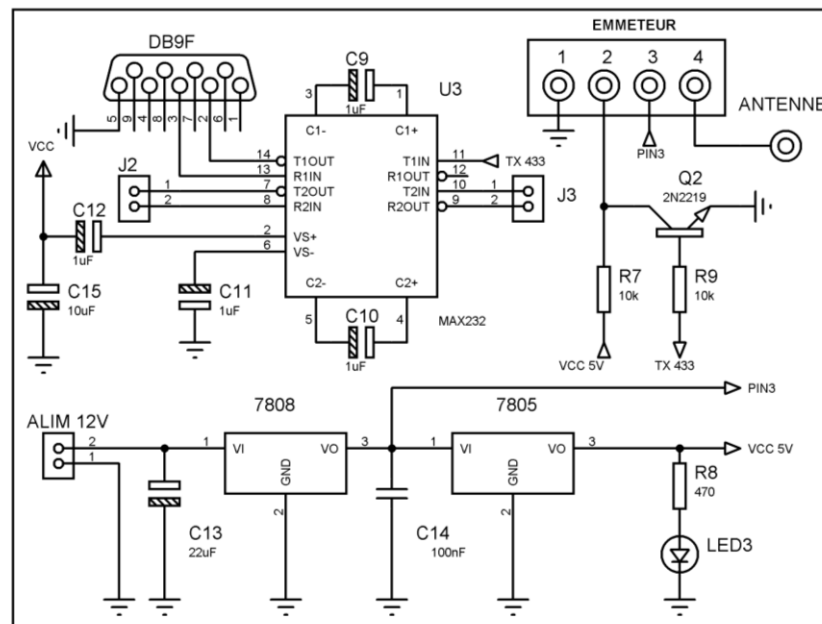 DB9F
5 9 4 8 3 7 2 6 1
VCC
J2
1
2
C12
1uF
C15
10uF
C11
1uF
C9
1uF
3
1
U3
C1-
C1+
14 T1OUT
13 R1IN
7 T2OUT
8 R2IN
2 VS+
6 VS-
T1IN 11 TX 433
R1OUT 12
T2IN 10 1
R2OUT 9 2
J3
C2-
C2+
5
4
C10
1uF
MAX232
EMMETEUR
1 2 3 4
ANTENNE
PIN3
Q2
2N2219
R7
10k
R9
10k
VCC 5V
TX 433
ALIM 12V
2
1
C13
22uF
7808
1 VI
VO 3
GND
2
C14
100nF
7805
1 VI
VO 3
GND
2
PIN3
VCC 5V
R8
470
LED3